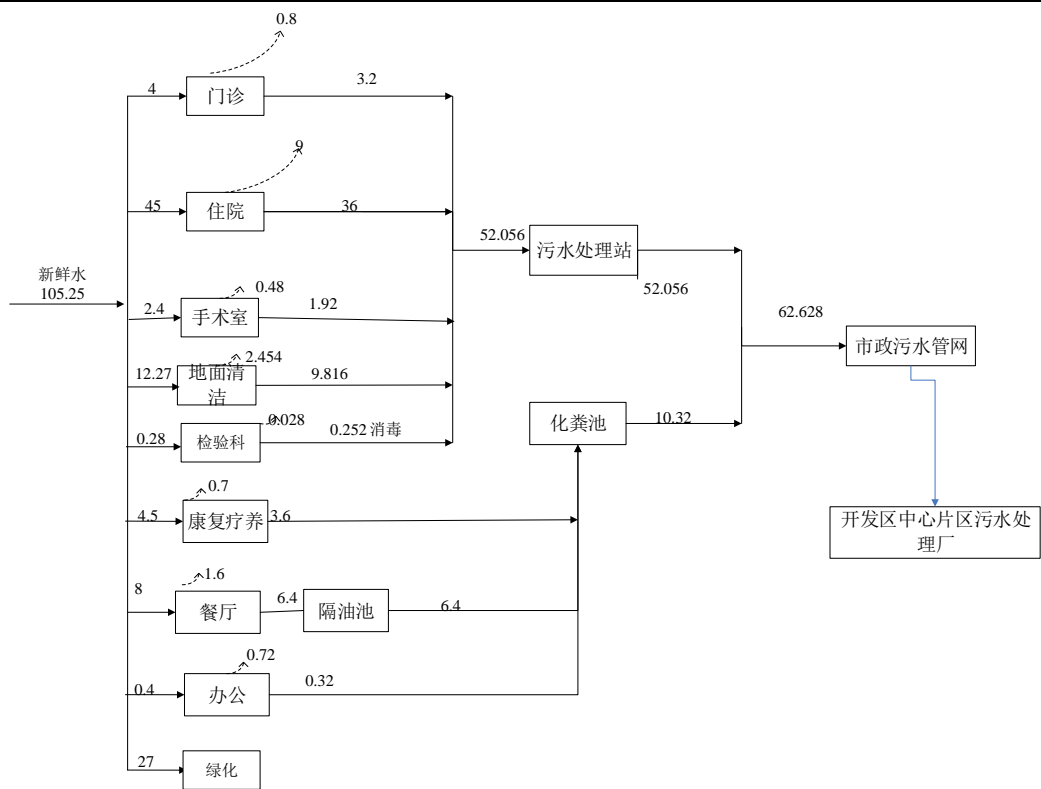 0.8
4
门诊
3.2
9
45
住院
36
52.056
污水处理站
52.056
新鲜水
105.25
0.48
2.4
手术室
1.92
62.628
市政污水管网
2.454
12.27
地面清
洁
9.816
0.028
0.28
检验科
0.252 消毒
化粪池
10.32
0.7
4.5
康复疗养
3.6
开发区中心片区污水处
理厂
1.6
8
餐厅
6.4
隔油池
6.4
0.72
0.4
办公
0.32
27
绿化